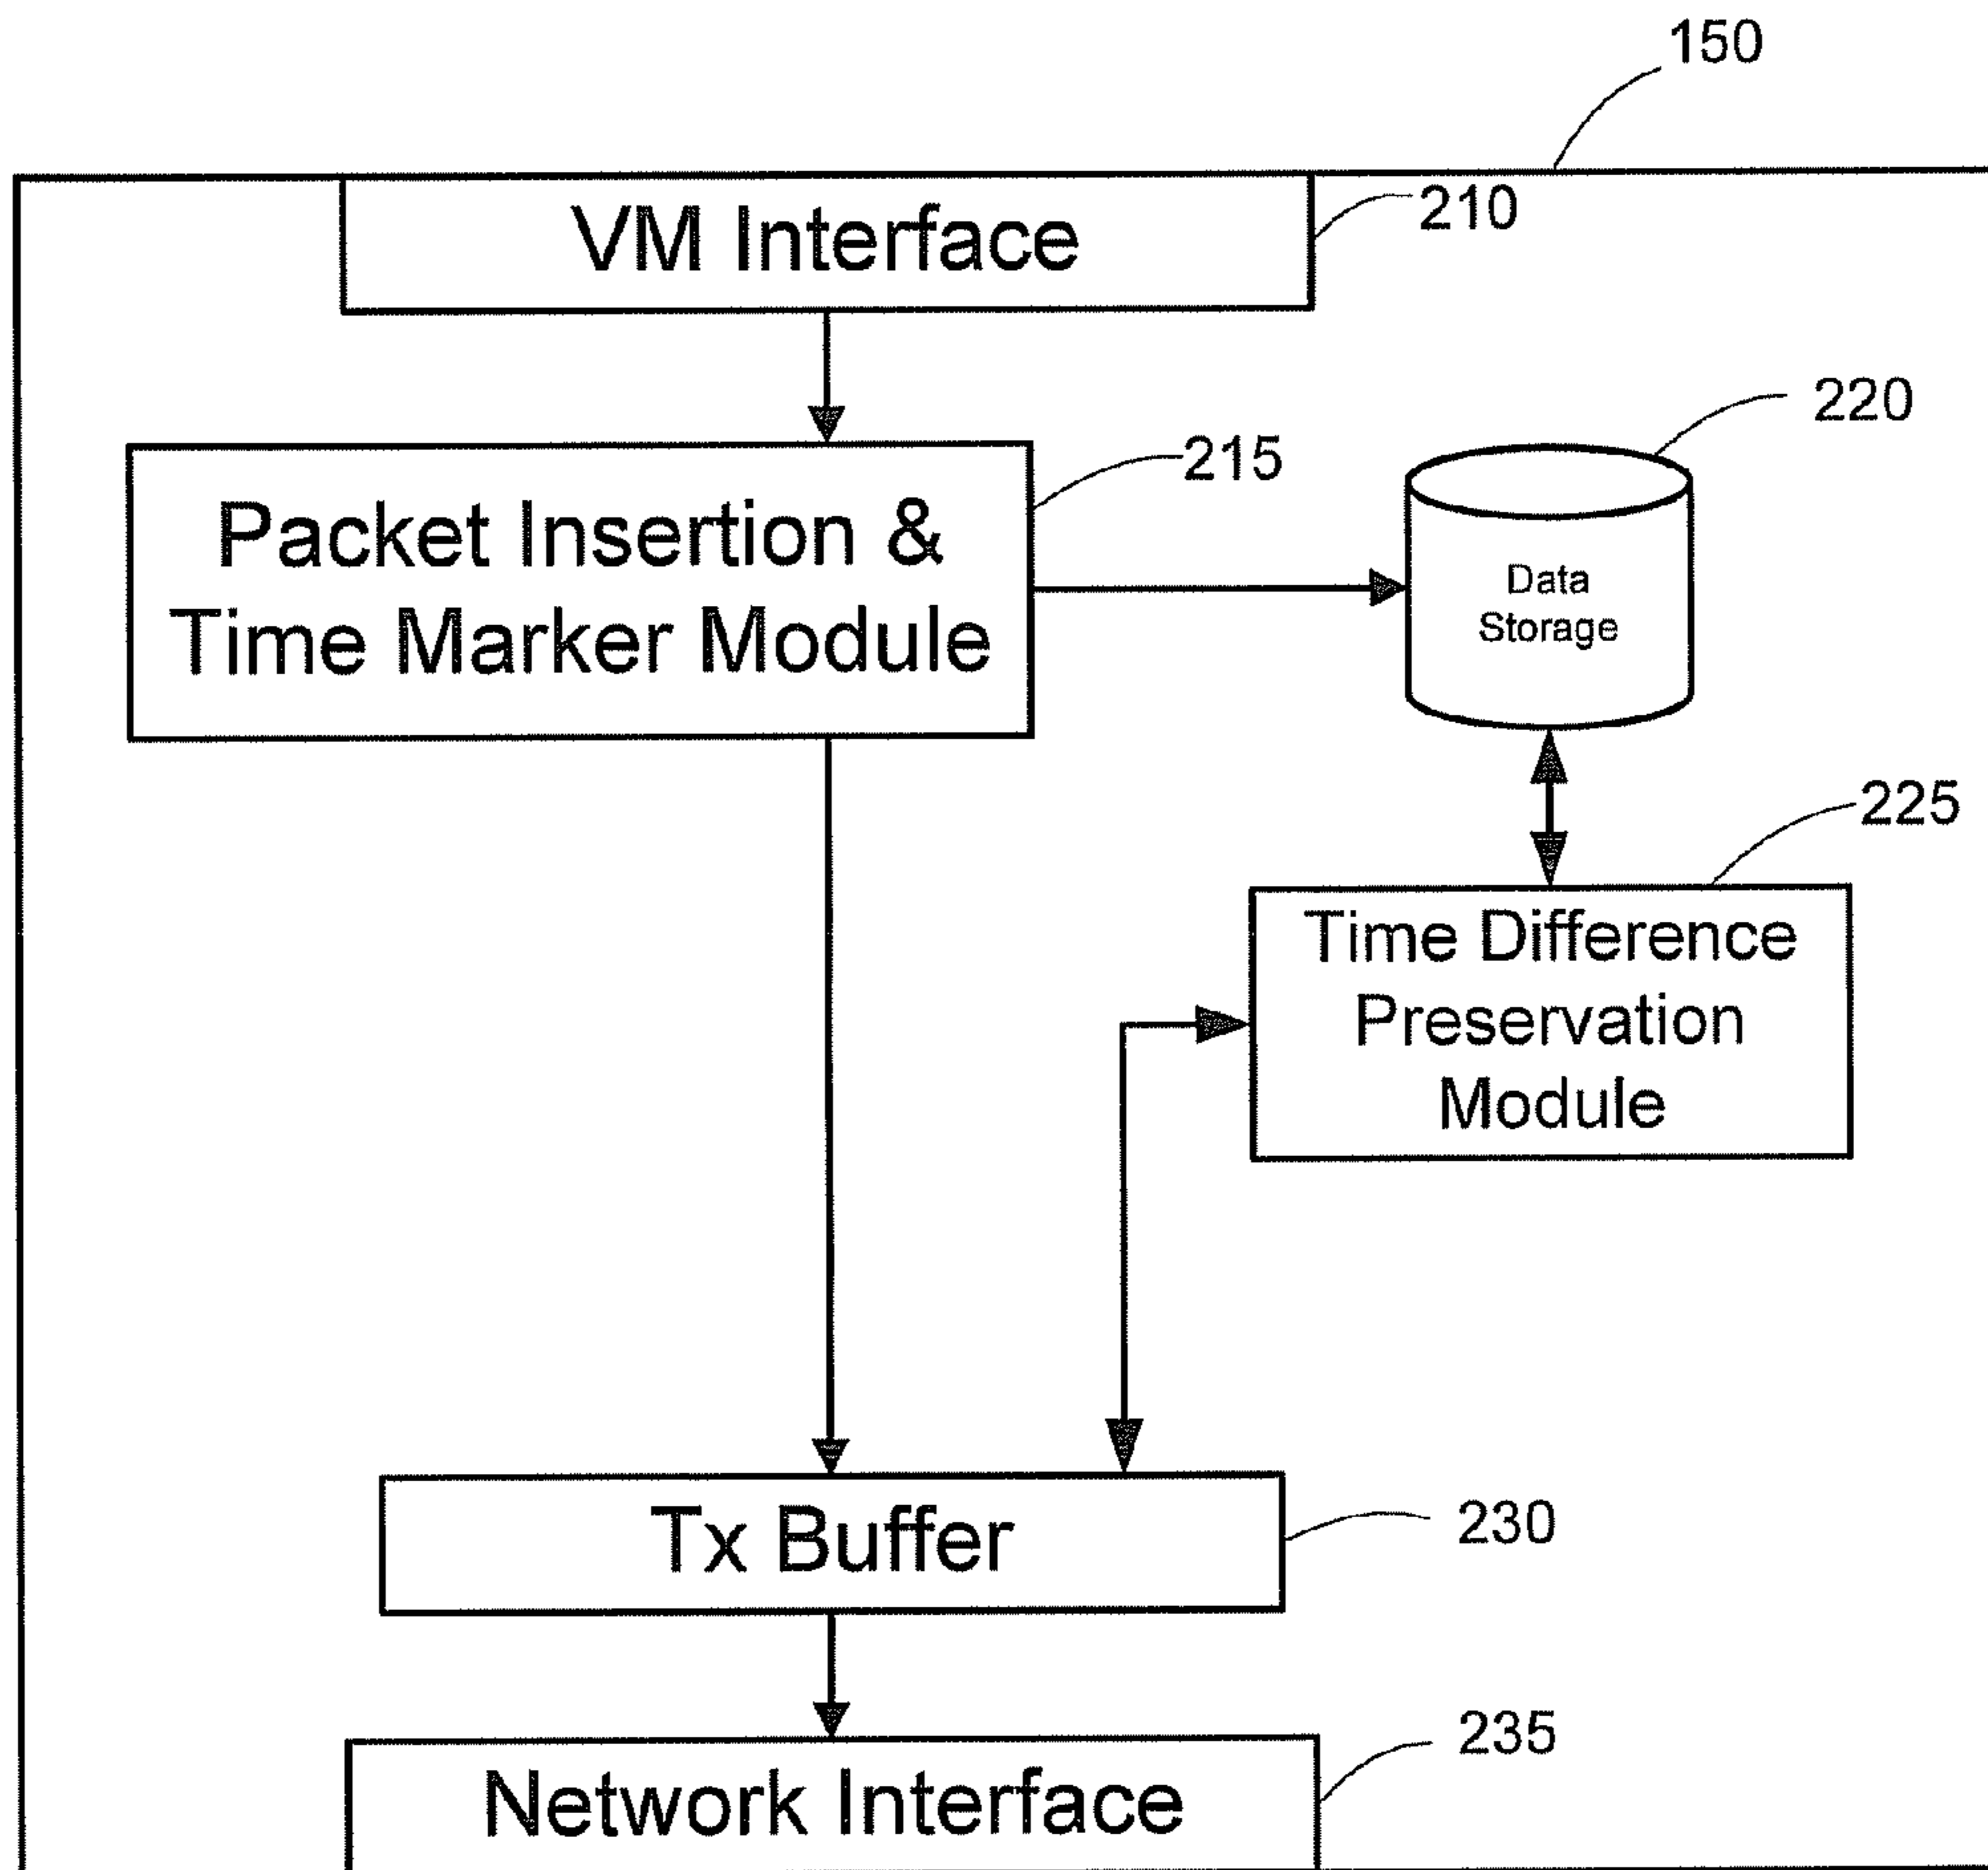 150
VM Interface
210
220
215
Packet Insertion &
Time Marker Module
Data
Storage
225
Time Difference
Preservation
Module
Tx Buffer
230
235
Network Interface